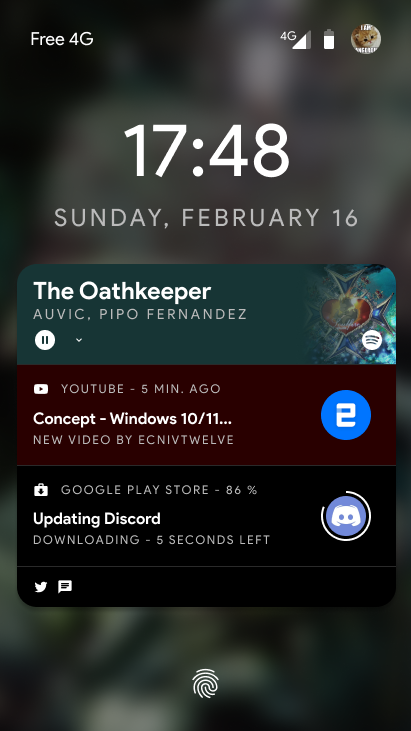 Free 4G
4G
I AM
17:48
SUNDAY, FEBRUARY 16
The Oathkeeper
AUVIC, PIPO FERNANDEZ
YOUTUBE - 5 MIN. AGO
Concept - Windows 10/11...
NEW VIDEO BY ECNIVTWELVE
GOOGLE PLAY STORE - 86 %
Updating Discord
DOWNLOADING - 5 SECONDS LEFT